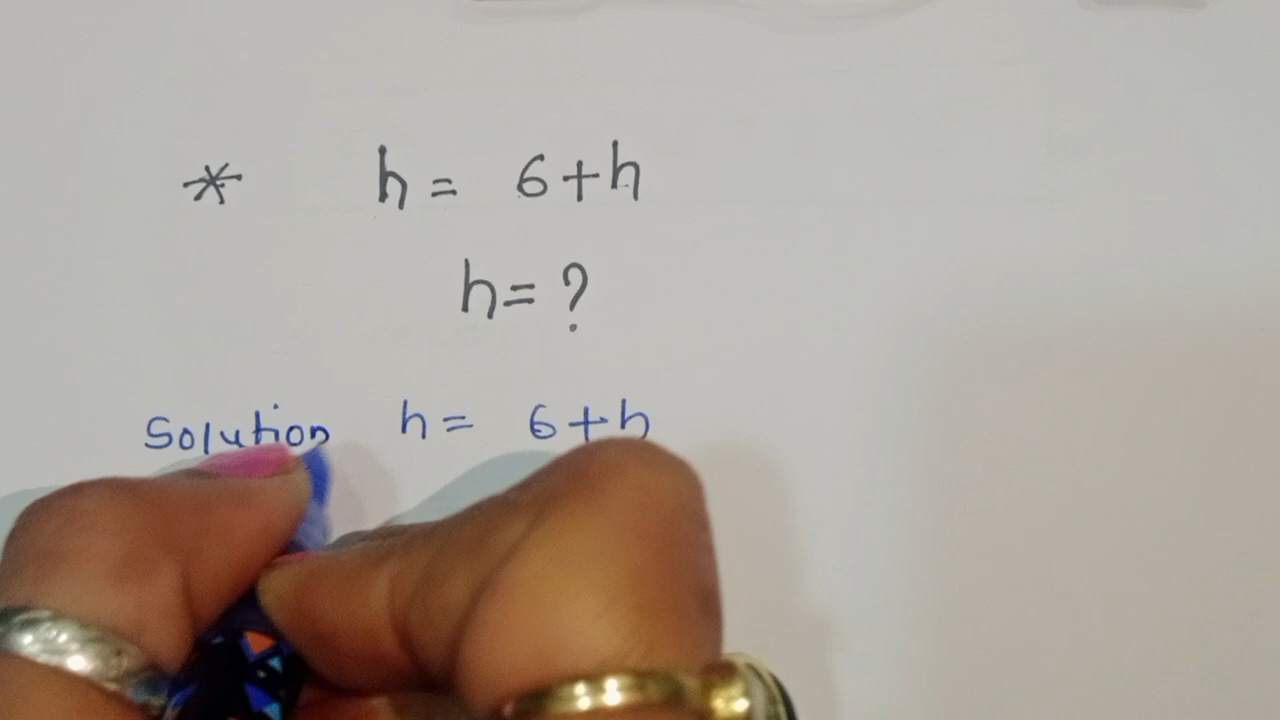 * h = 6+h
h= ?
Solution h = 6+h